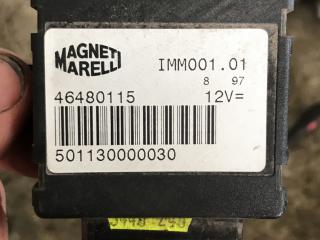 MAGNETI
MARELLI
IMM001.01
8 97
46480115
12V=
501130000030